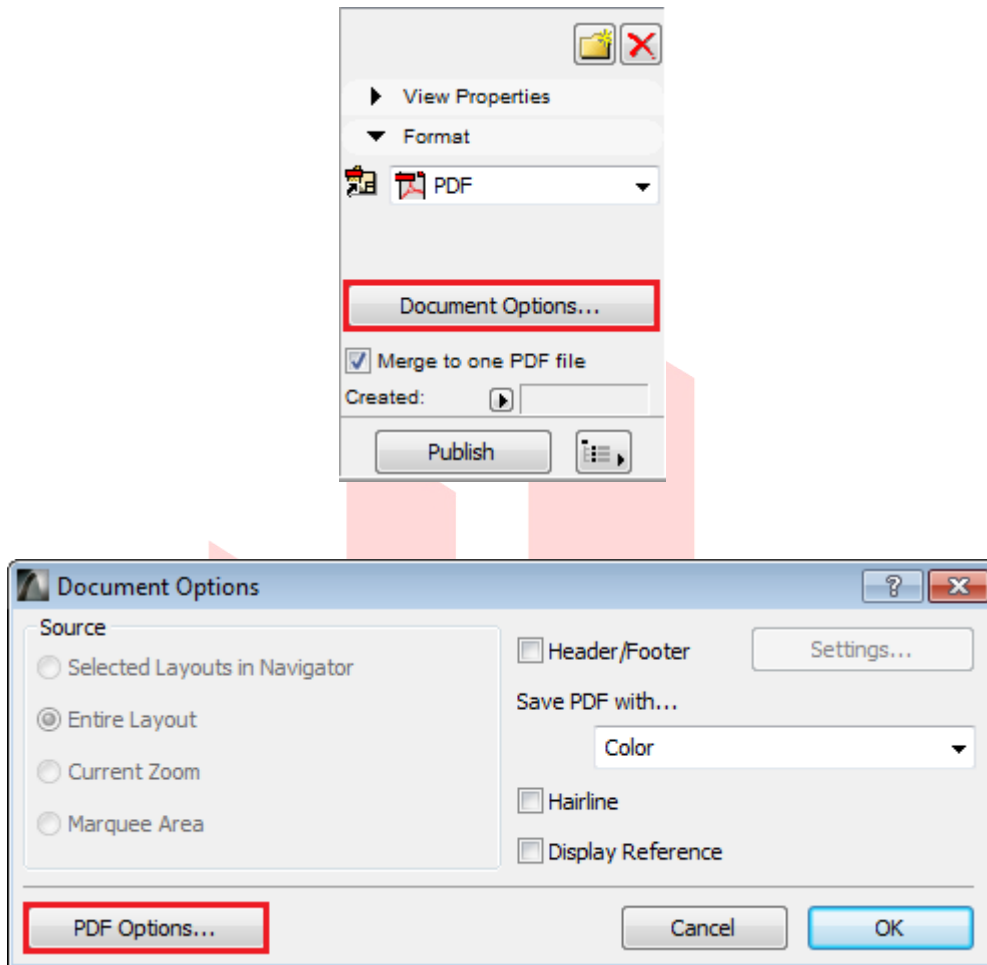 View Properties
Format
PDF
Document Options...
Merge to one PDF file
Created:
Publish
Document Options
Source
Selected Layouts in Navigator
Entire Layout
Current Zoom
Marquee Area
Header/Footer
Settings...
Save PDF with...
Color
Hairline
Display Reference
PDF Options...
Cancel
OK